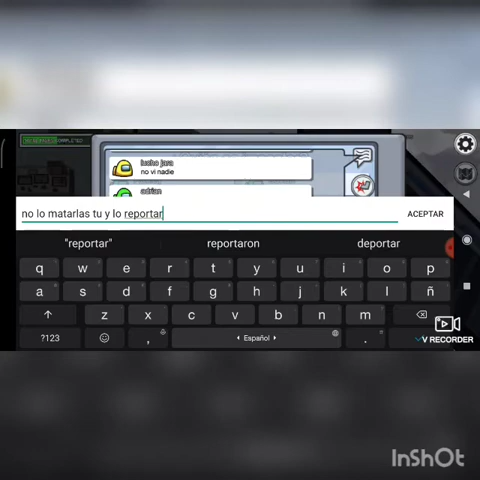 lucho jara
no vi nadie
adrian
no lo matarlas tu y lo reportar
ACEPTAR
"reportar" reportaron deportar
q w e r t y u i o p
a s d f g h j k l ñ
z x c v b n m
?123 , Español .
V RECORDER
InShOt